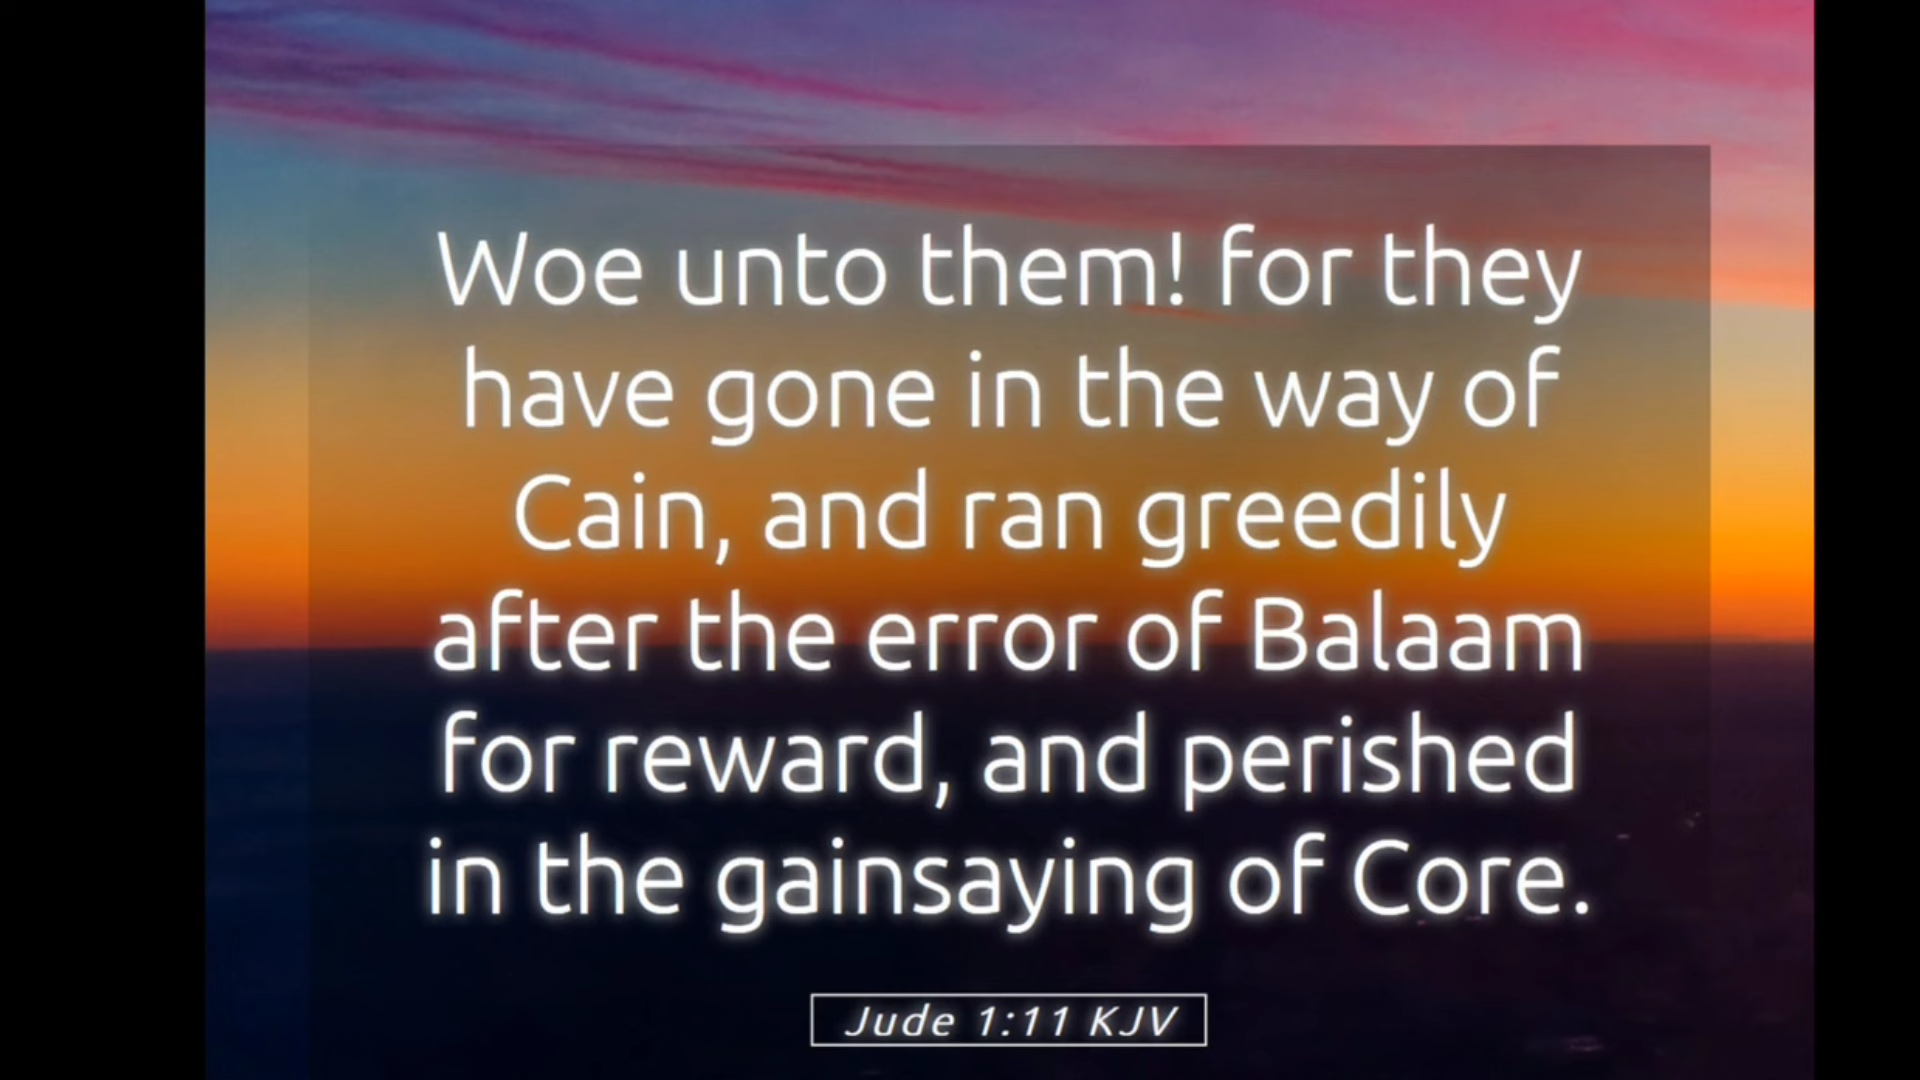 Woe unto them! for they
have gone in the way of
Cain, and ran greedily
after the error of Balaam
for reward, and perished
in the gainsaying of Core.
Jude 1:11 KJV